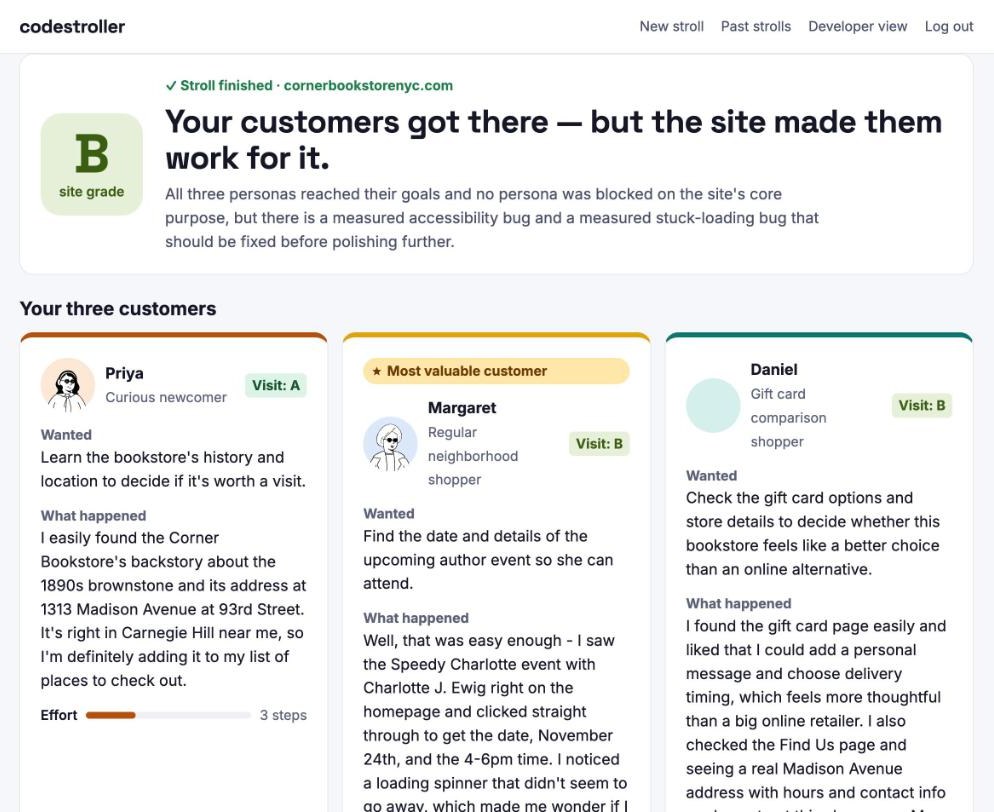 codestroller
New stroll
Past strolls
Developer view
Log out
✓ Stroll finished · cornerbookstorenyc.com
B
site grade
Your customers got there — but the site made them
work for it.
All three personas reached their goals and no persona was blocked on the site's core
purpose, but there is a measured accessibility bug and a measured stuck-loading bug that
should be fixed before polishing further.
Your three customers
Priya
Curious newcomer
Visit: A
Wanted
Learn the bookstore's history and
location to decide if it's worth a visit.
What happened
I easily found the Corner
Bookstore's backstory about the
1890s brownstone and its address at
1313 Madison Avenue at 93rd Street.
It's right in Carnegie Hill near me, so
I'm definitely adding it to my list of
places to check out.
Effort
3 steps
★ Most valuable customer
Margaret
Regular
neighborhood
shopper
Visit: B
Wanted
Find the date and details of the
upcoming author event so she can
attend.
What happened
Well, that was easy enough - I saw
the Speedy Charlotte event with
Charlotte J. Ewig right on the
homepage and clicked straight
through to get the date, November
24th, and the 4-6pm time. I noticed
a loading spinner that didn't seem to
go away, which made me wonder if I
Daniel
Gift card
comparison
shopper
Visit: B
Wanted
Check the gift card options and
store details to decide whether this
bookstore feels like a better choice
than an online alternative.
What happened
I found the gift card page easily and
liked that I could add a personal
message and choose delivery
timing, which feels more thoughtful
than a big online retailer. I also
checked the Find Us page and
seeing a real Madison Avenue
address with hours and contact info